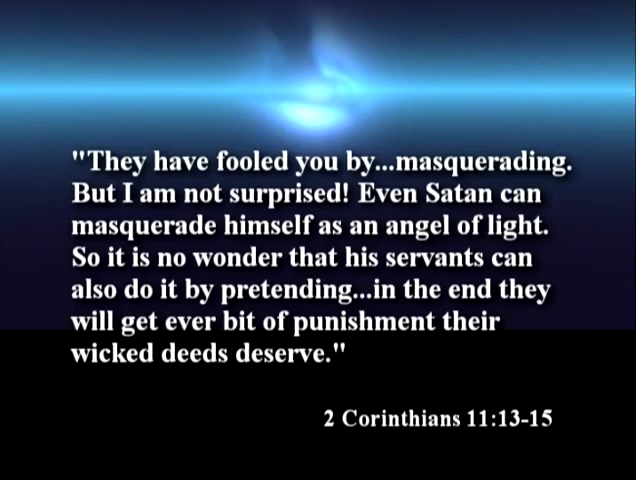 "They have fooled you by...masquerading.
But I am not surprised! Even Satan can
masquerade himself as an angel of light.
So it is no wonder that his servants can
also do it by pretending...in the end they
will get ever bit of punishment their
wicked deeds deserve."
2 Corinthians 11:13-15